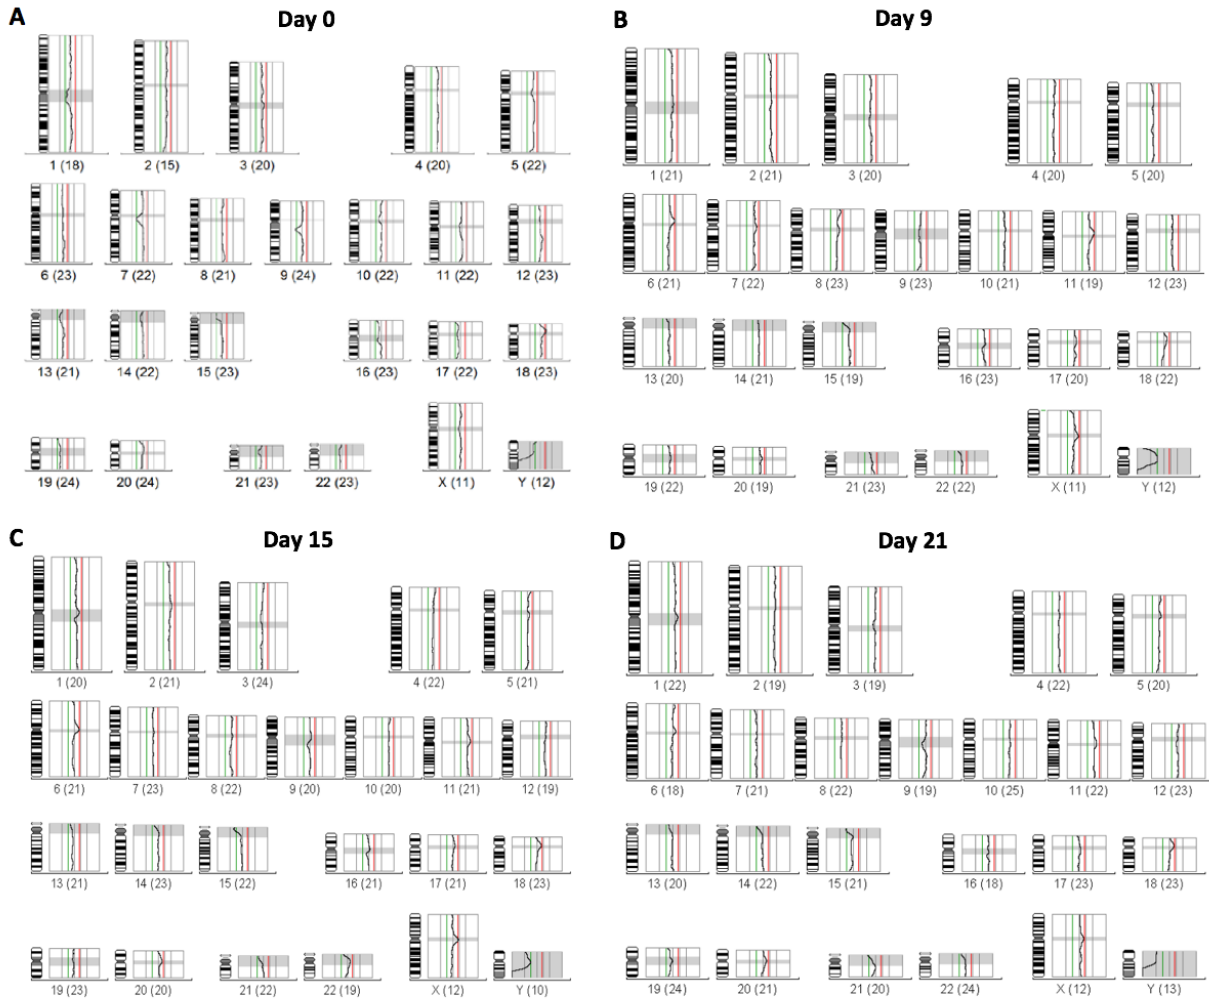 A Day 0
1 (18) 2 (15) 3 (20) 4 (20) 5 (22)
6 (23) 7 (22) 8 (21) 9 (24) 10 (22) 11 (22) 12 (23)
13 (21) 14 (22) 15 (23) 16 (23) 17 (22) 18 (23)
19 (24) 20 (24) 21 (23) 22 (23) X (11) Y (12)
B Day 9
1 (21) 2 (21) 3 (20) 4 (20) 5 (20)
6 (21) 7 (22) 8 (23) 9 (23) 10 (21) 11 (19) 12 (23)
13 (20) 14 (21) 15 (19) 16 (23) 17 (20) 18 (22)
19 (22) 20 (19) 21 (23) 22 (22) X (11) Y (12)
C Day 15
1 (20) 2 (21) 3 (24) 4 (22) 5 (21)
6 (21) 7 (23) 8 (22) 9 (20) 10 (20) 11 (21) 12 (19)
13 (21) 14 (23) 15 (22) 16 (21) 17 (21) 18 (23)
19 (23) 20 (20) 21 (22) 22 (19) X (12) Y (10)
D Day 21
1 (22) 2 (19) 3 (19) 4 (22) 5 (20)
6 (18) 7 (21) 8 (22) 9 (19) 10 (25) 11 (22) 12 (23)
13 (20) 14 (22) 15 (21) 16 (18) 17 (23) 18 (23)
19 (24) 20 (21) 21 (20) 22 (24) X (12) Y (13)